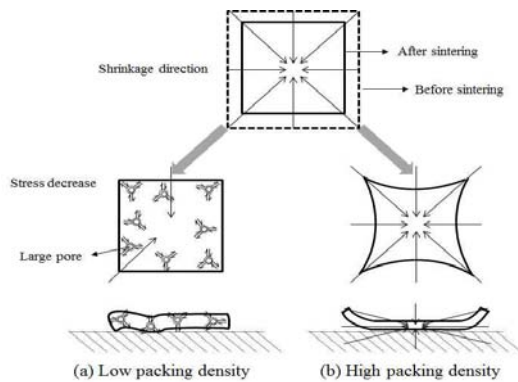 After sintering
Shrinkage direction
Before sintering
Stress decrease
Large pore
(a) Low packing density
(b) High packing density